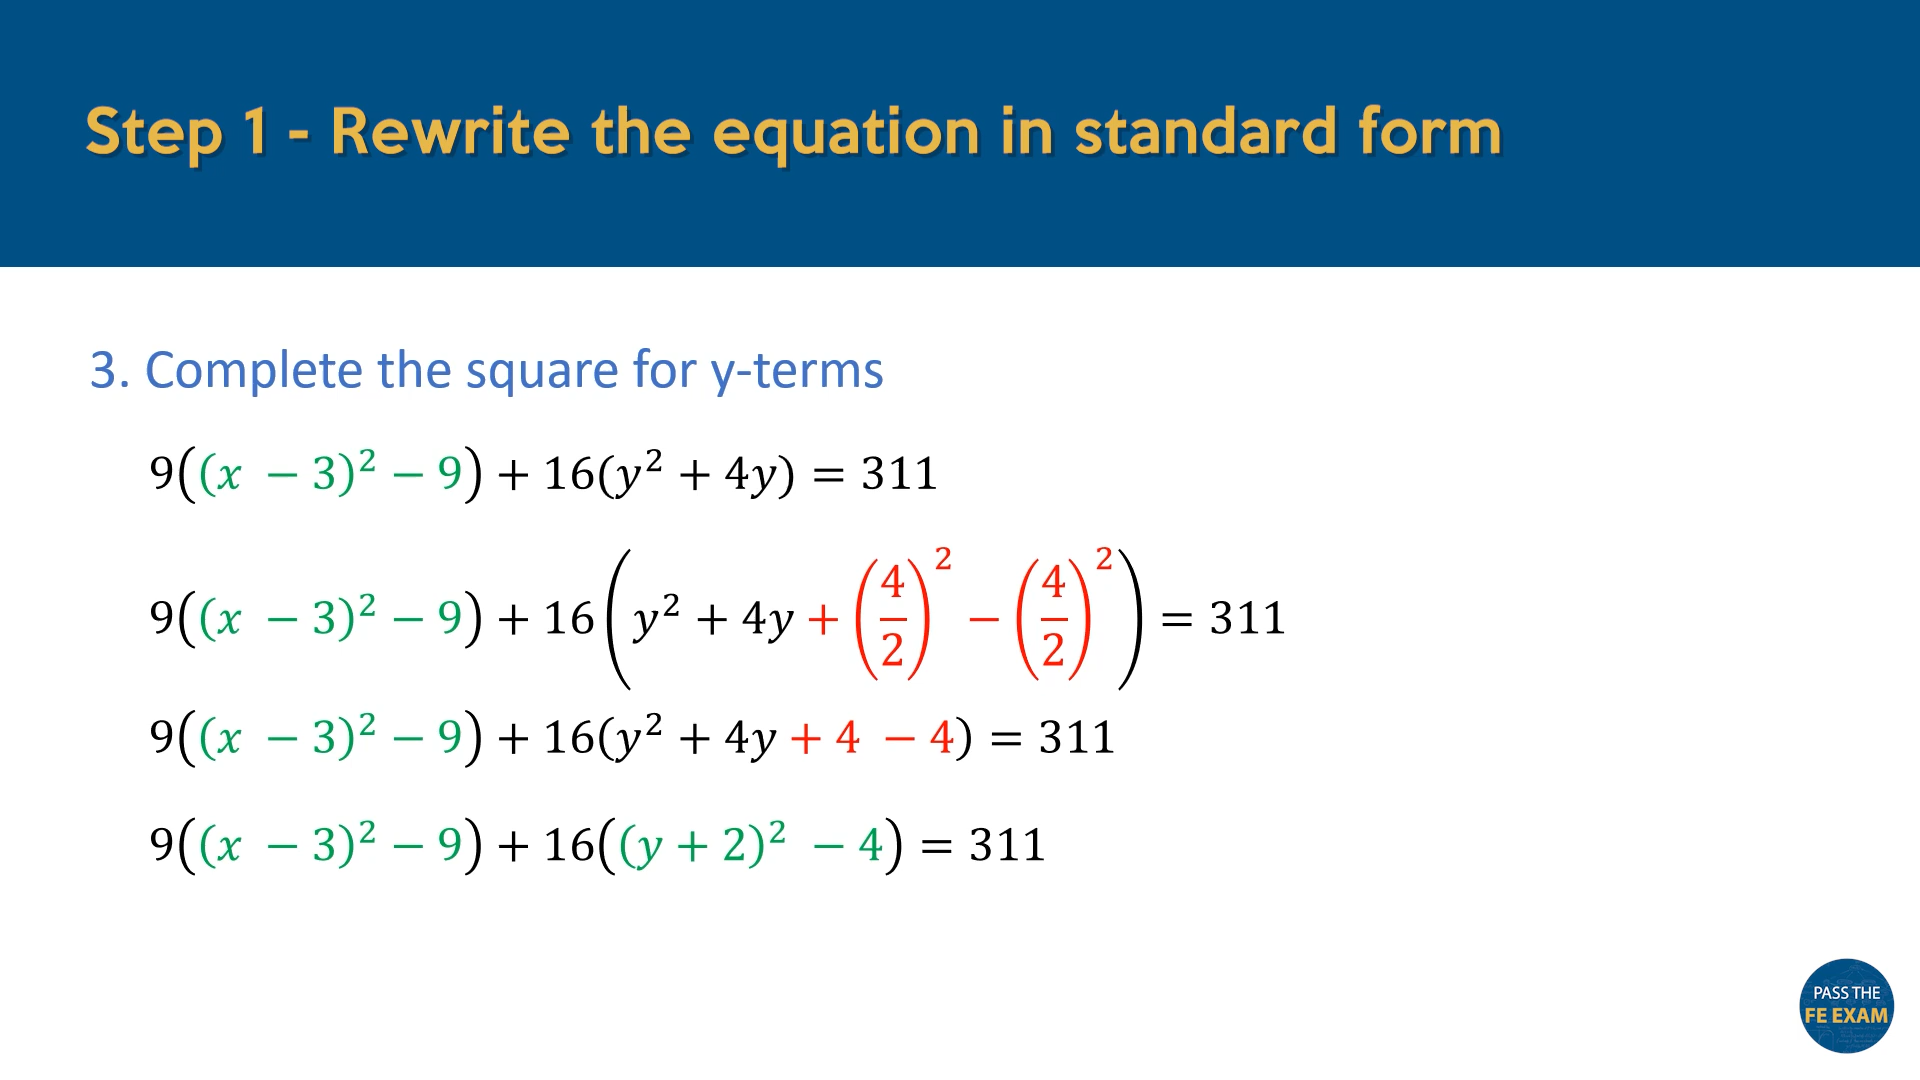 Step 1 - Rewrite the equation in standard form
3. Complete the square for y-terms
9((x − 3)² − 9) + 16(y² + 4y) = 311
9((x − 3)² − 9) + 16(y² + 4y + (4/2)² − (4/2)²) = 311
9((x − 3)² − 9) + 16(y² + 4y + 4 − 4) = 311
9((x − 3)² − 9) + 16((y + 2)² − 4) = 311
PASS THE
FE EXAM